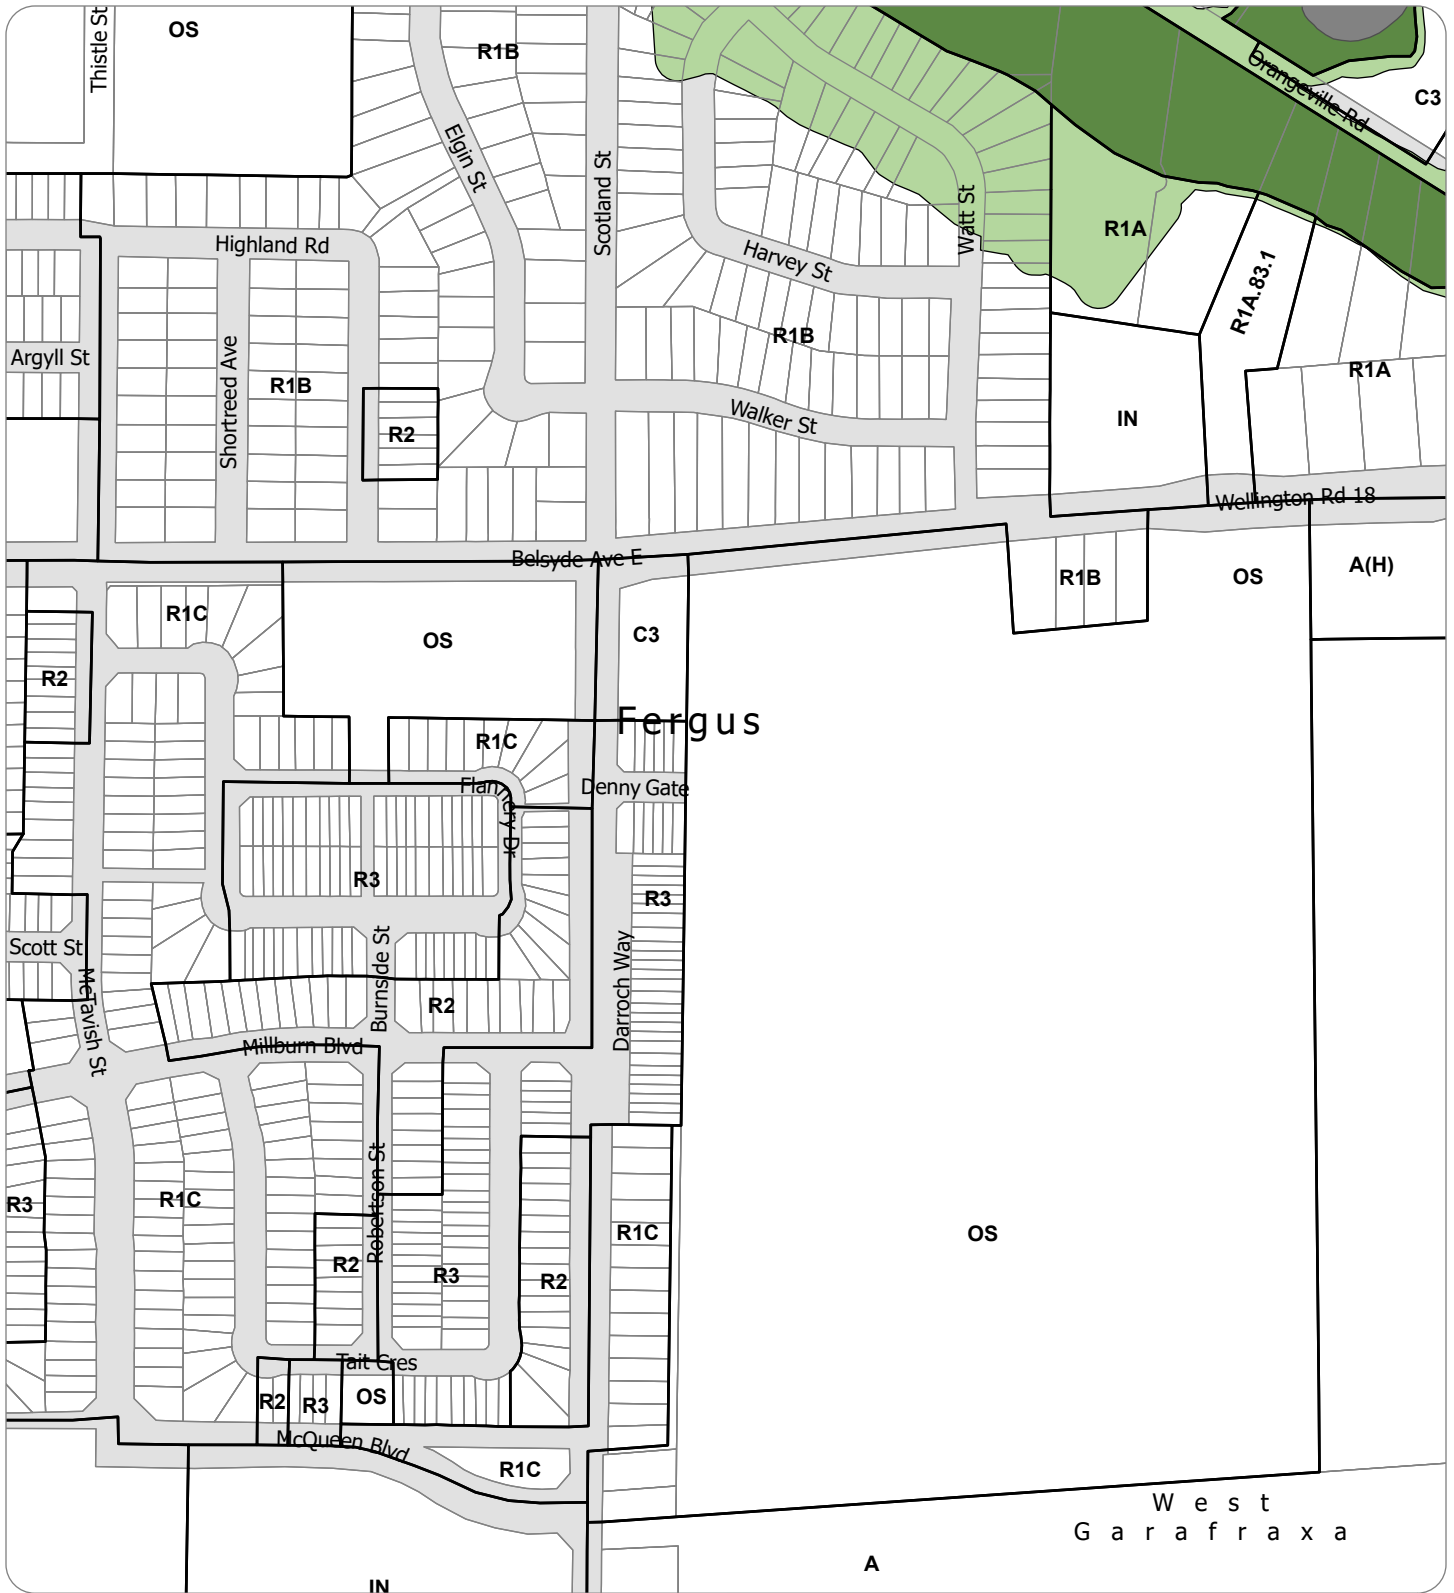 Thistle St
OS
R1B
Orangeville Rd
C3
Elgin St
Scotland St
Watt St
R1A
Highland Rd
Harvey St
R1A.83.1
Argyll St
Shortreed Ave
R1B
R1B
R1A
R2
Walker St
IN
Wellington Rd 18
Belsyde Ave E
R1B
OS
A(H)
R1C
OS
C3
R2
Fergus
R1C
Flannery Dr
Denny Gate
R3
R3
Scott St
McTavish St
Burnside St
R2
Darroch Way
Millburn Blvd
R3
R1C
Robertson St
R2
R3
R2
R1C
OS
Tait Cres
R2
R3
OS
McQueen Blvd
R1C
West
Garafraxa
A
IN